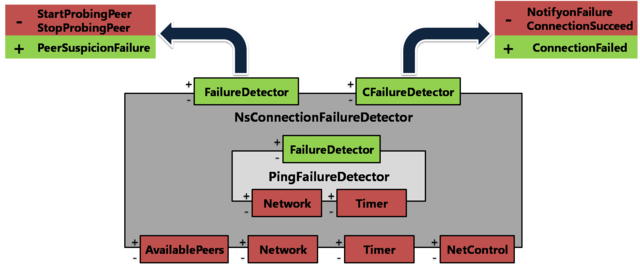 - StartProbingPeer
StopProbingPeer
+ PeerSuspicionFailure
- NotifyonFailure
ConnectionSucceed
+ ConnectionFailed
+ FailureDetector -
+ CFailureDetector -
NsConnectionFailureDetector
+ FailureDetector -
PingFailureDetector
+ Network -
+ Timer -
+ AvailablePeers -
+ Network -
+ Timer -
+ NetControl -